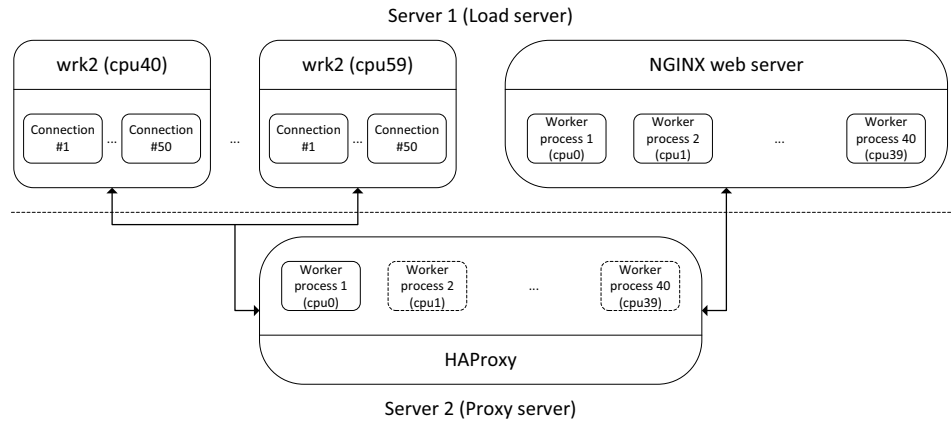 Server 1 (Load server)
wrk2 (cpu40)
wrk2 (cpu59)
NGINX web server
Connection
#1
...
Connection
#50
...
Connection
#1
...
Connection
#50
Worker
process 1
(cpu0)
Worker
process 2
(cpu1)
...
Worker
process 40
(cpu39)
Worker
process 1
(cpu0)
Worker
process 2
(cpu1)
...
Worker
process 40
(cpu39)
HAProxy
Server 2 (Proxy server)